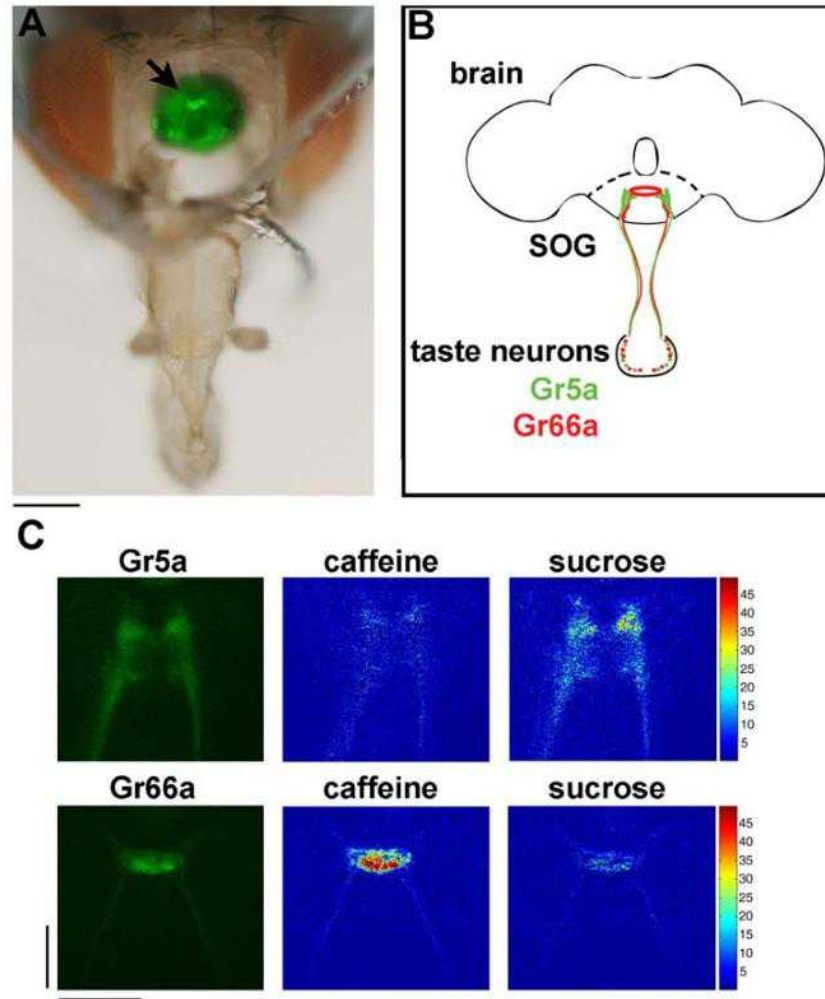 A
B
brain
SOG
taste neurons
Gr5a
Gr66a
C
Gr5a caffeine sucrose
45
40
35
30
25
20
15
10
5
Gr66a caffeine sucrose
45
40
35
30
25
20
15
10
5